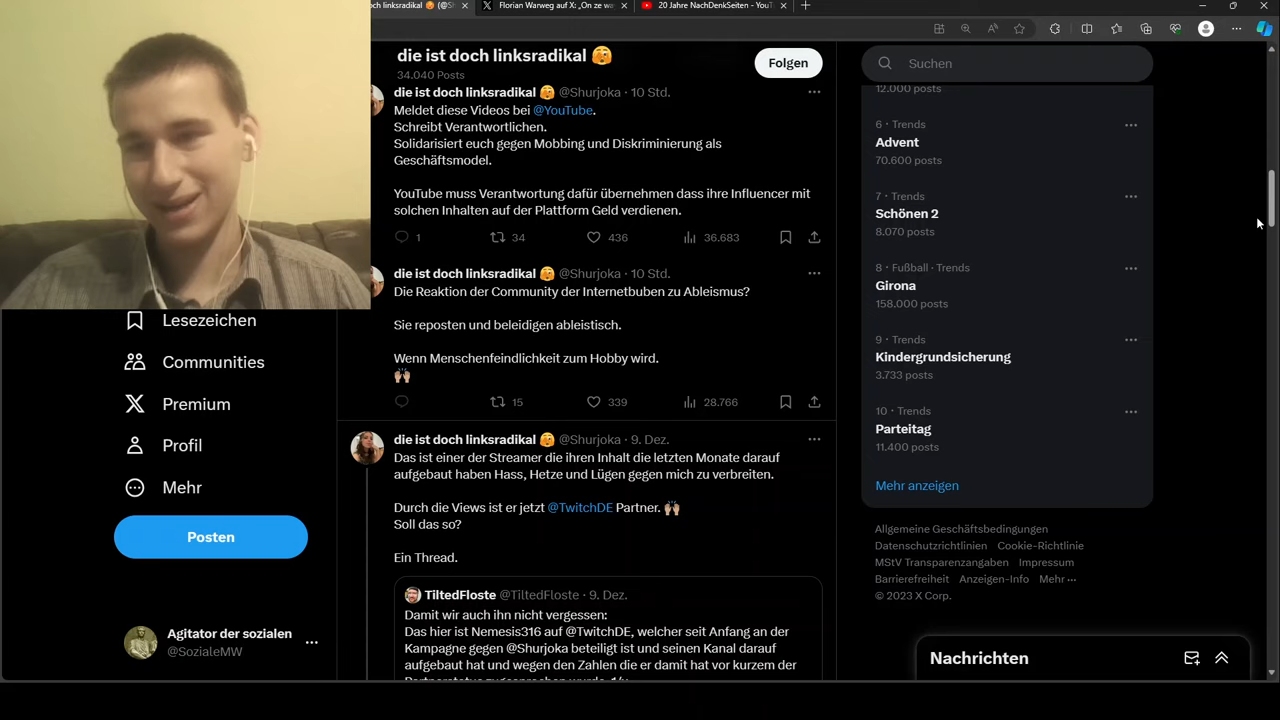 doch linksradikal 🫣 (@Sh
Florian Warweg auf X: „On ze wa
20 Jahre NachDenkSeiten - YouT
die ist doch linksradikal 🫣
34.040 Posts
Folgen
Suchen
die ist doch linksradikal 🫣 @Shurjoka · 10 Std.
Meldet diese Videos bei @YouTube.
Schreibt Verantwortlichen.
Solidarisiert euch gegen Mobbing und Diskriminierung als
Geschäftsmodel.
YouTube muss Verantwortung dafür übernehmen dass ihre Influencer mit
solchen Inhalten auf der Plattform Geld verdienen.
1 34 436 36.683
die ist doch linksradikal 🫣 @Shurjoka · 10 Std.
Die Reaktion der Community der Internetbuben zu Ableismus?
Sie reposten und beleidigen ableistisch.
Wenn Menschenfeindlichkeit zum Hobby wird.
🙌🏼
15 339 28.766
die ist doch linksradikal 🫣 @Shurjoka · 9. Dez.
Das ist einer der Streamer die ihren Inhalt die letzten Monate darauf
aufgebaut haben Hass, Hetze und Lügen gegen mich zu verbreiten.
Durch die Views ist er jetzt @TwitchDE Partner. 🙌🏼
Soll das so?
Ein Thread.
TiltedFloste @TiltedFloste · 9. Dez.
Damit wir auch ihn nicht vergessen:
Das hier ist Nemesis316 auf @TwitchDE, welcher seit Anfang an der
Kampagne gegen @Shurjoka beteiligt ist und seinen Kanal darauf
aufgebaut hat und wegen den Zahlen die er damit hat vor kurzem der
Lesezeichen
Communities
Premium
Profil
Mehr
Posten
Agitator der sozialen
@SozialeMW
12.000 posts
6 · Trends
Advent
70.600 posts
7 · Trends
Schönen 2
8.070 posts
8 · Fußball · Trends
Girona
158.000 posts
9 · Trends
Kindergrundsicherung
3.733 posts
10 · Trends
Parteitag
11.400 posts
Mehr anzeigen
Allgemeine Geschäftsbedingungen
Datenschutzrichtlinien Cookie-Richtlinie
MStV Transparenzangaben Impressum
Barrierefreiheit Anzeigen-Info Mehr ···
© 2023 X Corp.
Nachrichten